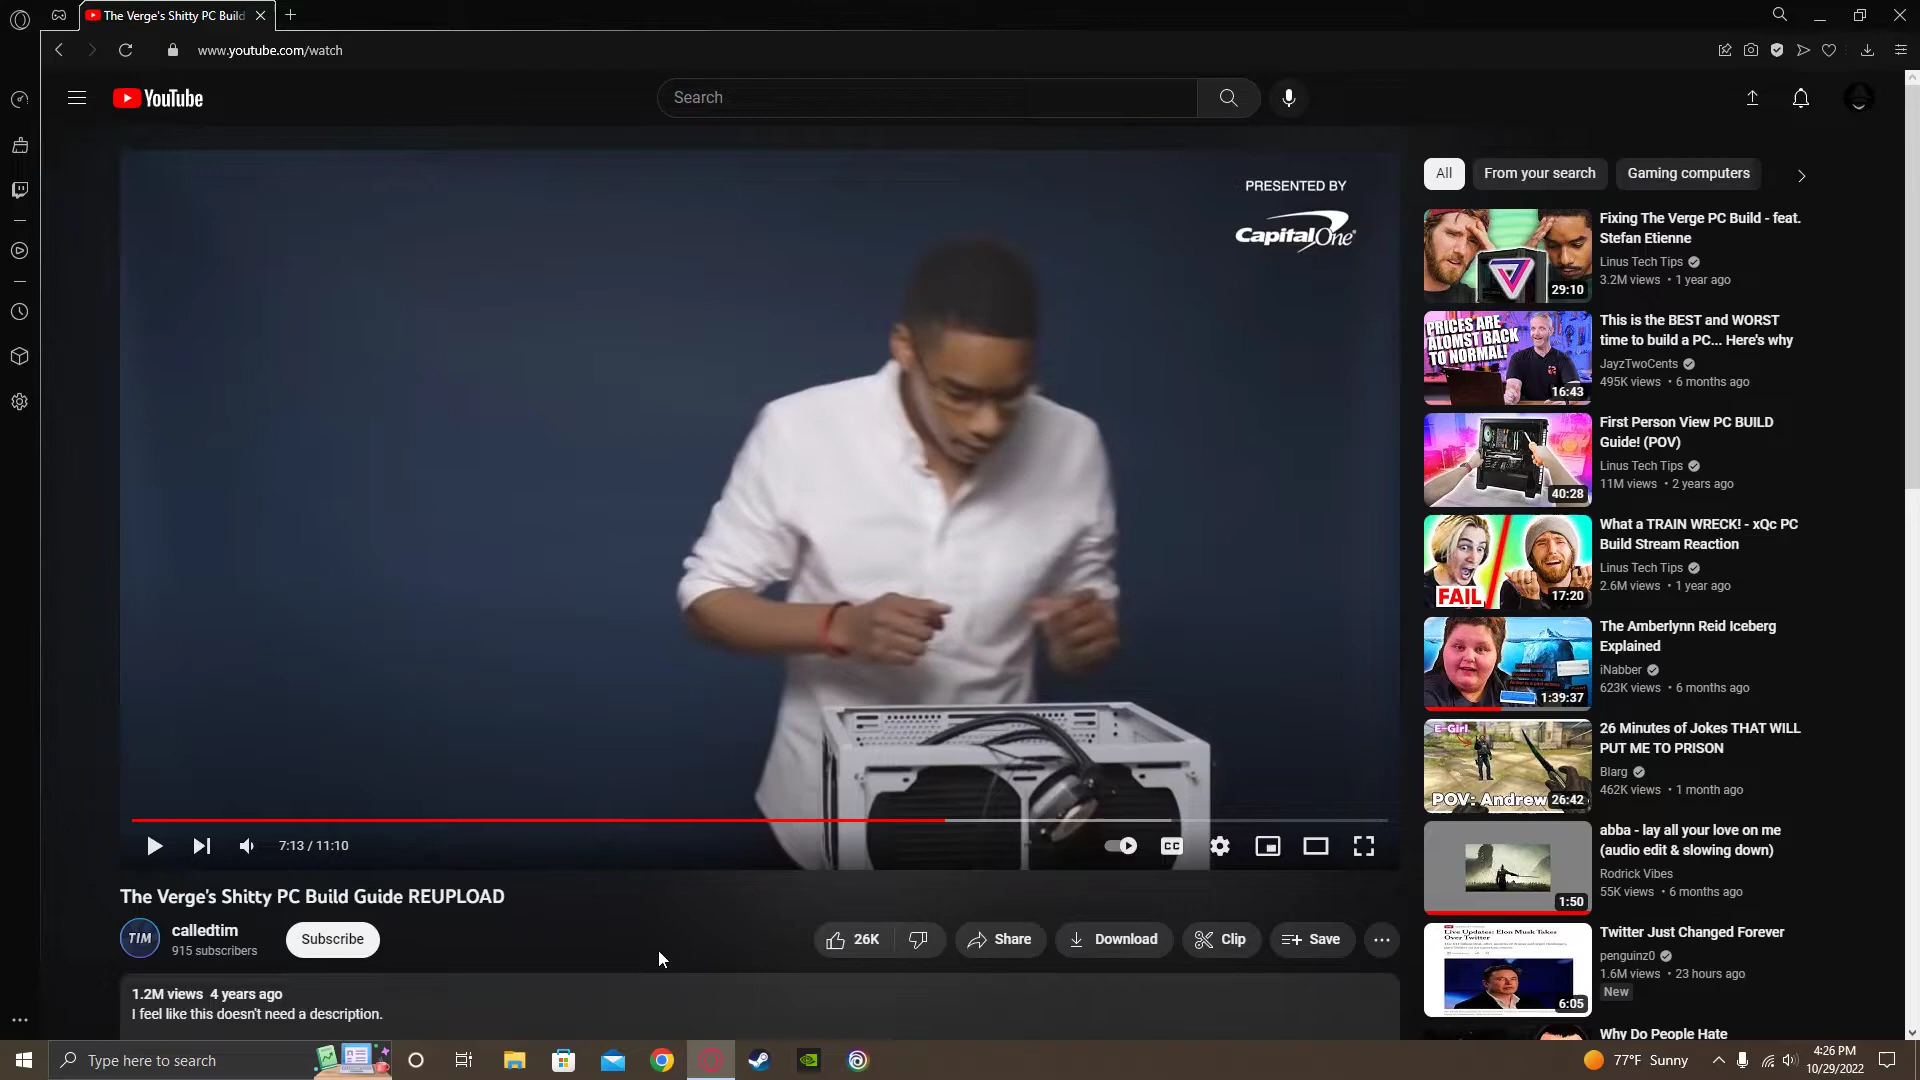 The Verge's Shitty PC Build
www.youtube.com/watch
YouTube
Search
PRESENTED BY
CapitalOne
7:13 / 11:10
CC
The Verge's Shitty PC Build Guide REUPLOAD
TIM
calledtim
915 subscribers
Subscribe
26K
Share
Download
Clip
Save
1.2M views 4 years ago
I feel like this doesn't need a description.
All
From your search
Gaming computers
29:10
Fixing The Verge PC Build - feat.
Stefan Etienne
Linus Tech Tips
3.2M views • 1 year ago
PRICES ARE
ALOMST BACK
TO NORMAL!
16:43
This is the BEST and WORST
time to build a PC... Here's why
JayzTwoCents
495K views • 6 months ago
40:28
First Person View PC BUILD
Guide! (POV)
Linus Tech Tips
11M views • 2 years ago
FAIL
17:20
What a TRAIN WRECK! - xQc PC
Build Stream Reaction
Linus Tech Tips
2.6M views • 1 year ago
1:39:37
The Amberlynn Reid Iceberg
Explained
iNabber
623K views • 6 months ago
E-Girl
POV: Andrew
26:42
26 Minutes of Jokes THAT WILL
PUT ME TO PRISON
Blarg
462K views • 1 month ago
1:50
abba - lay all your love on me
(audio edit & slowing down)
Rodrick Vibes
55K views • 6 months ago
Live Updates: Elon Musk Takes
Over Twitter
6:05
Twitter Just Changed Forever
penguinz0
1.6M views • 23 hours ago
New
Why Do People Hate
Type here to search
77°F Sunny
4:26 PM
10/29/2022